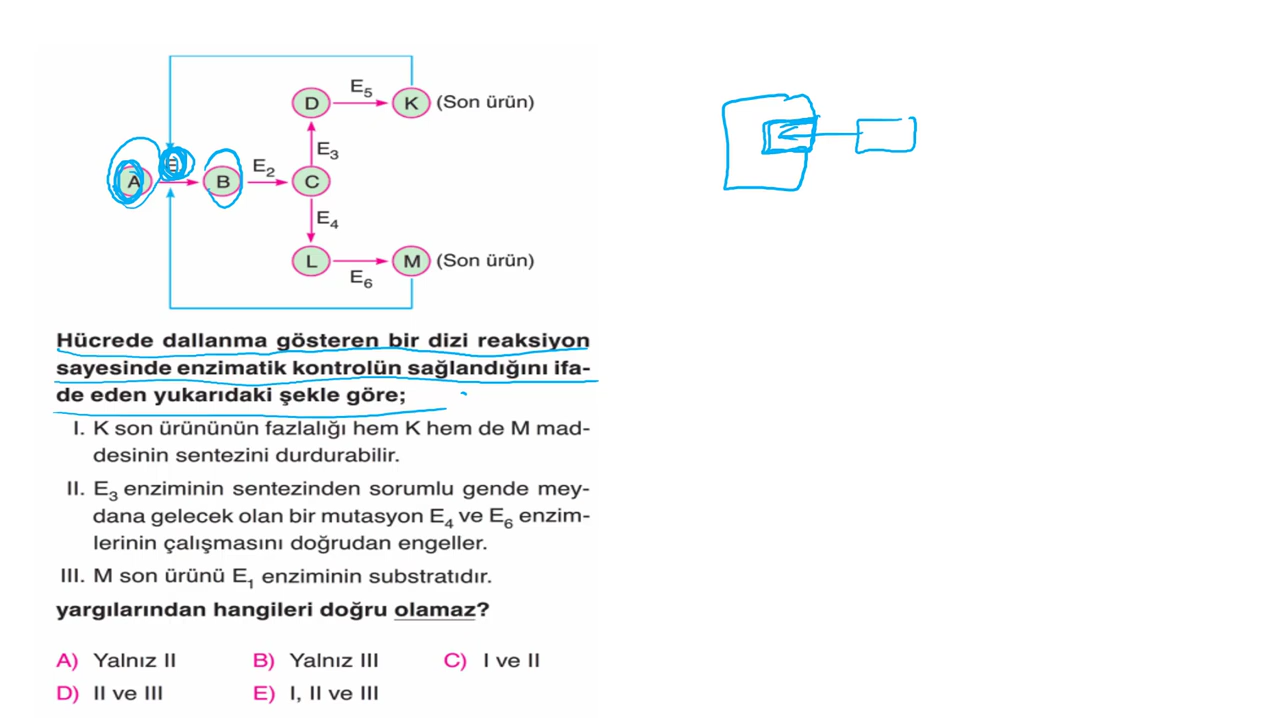 E₅
D K (Son ürün)
E₃
A B E₂ C
E₄
L M (Son ürün)
E₆
Hücrede dallanma gösteren bir dizi reaksiyon
sayesinde enzimatik kontrolün sağlandığını ifa-
de eden yukarıdaki şekle göre;
I. K son ürününün fazlalığı hem K hem de M mad-
desinin sentezini durdurabilir.
II. E₃ enziminin sentezinden sorumlu gende mey-
dana gelecek olan bir mutasyon E₄ ve E₆ enzim-
lerinin çalışmasını doğrudan engeller.
III. M son ürünü E₁ enziminin substratıdır.
yargılarından hangileri doğru olamaz?
A) Yalnız II B) Yalnız III C) I ve II
D) II ve III E) I, II ve III